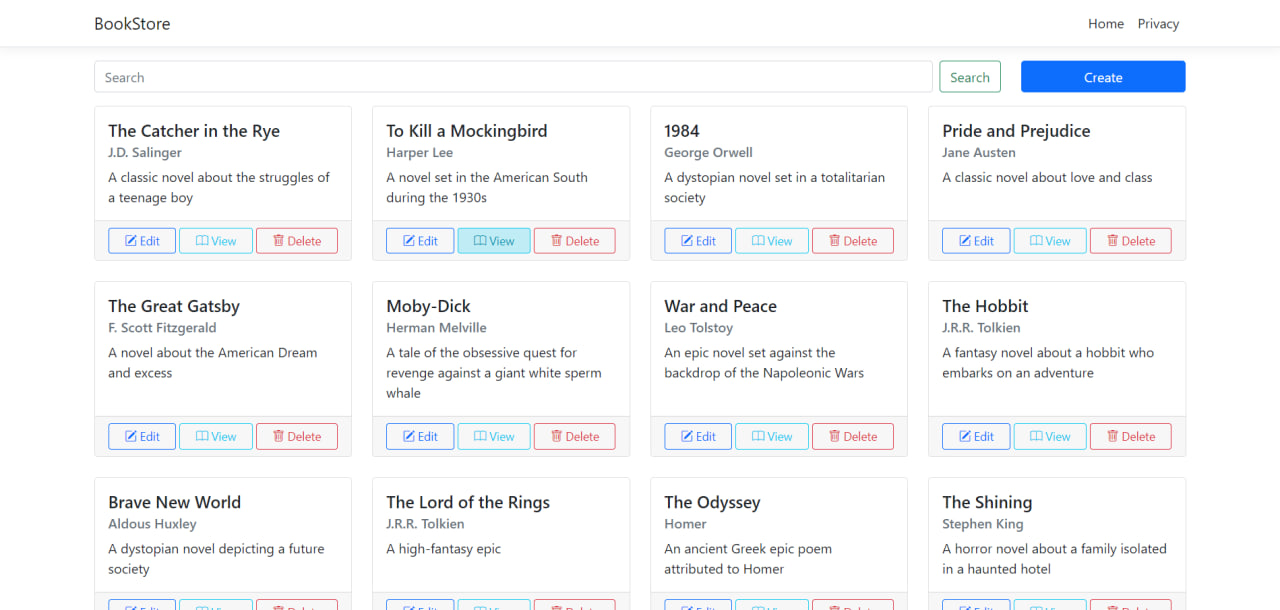 BookStore
Home Privacy
Search Search Create
The Catcher in the Rye
J.D. Salinger
A classic novel about the struggles of
a teenage boy
Edit View Delete
To Kill a Mockingbird
Harper Lee
A novel set in the American South
during the 1930s
Edit View Delete
1984
George Orwell
A dystopian novel set in a totalitarian
society
Edit View Delete
Pride and Prejudice
Jane Austen
A classic novel about love and class
Edit View Delete
The Great Gatsby
F. Scott Fitzgerald
A novel about the American Dream
and excess
Edit View Delete
Moby-Dick
Herman Melville
A tale of the obsessive quest for
revenge against a giant white sperm
whale
Edit View Delete
War and Peace
Leo Tolstoy
An epic novel set against the
backdrop of the Napoleonic Wars
Edit View Delete
The Hobbit
J.R.R. Tolkien
A fantasy novel about a hobbit who
embarks on an adventure
Edit View Delete
Brave New World
Aldous Huxley
A dystopian novel depicting a future
society
The Lord of the Rings
J.R.R. Tolkien
A high-fantasy epic
The Odyssey
Homer
An ancient Greek epic poem
attributed to Homer
The Shining
Stephen King
A horror novel about a family isolated
in a haunted hotel